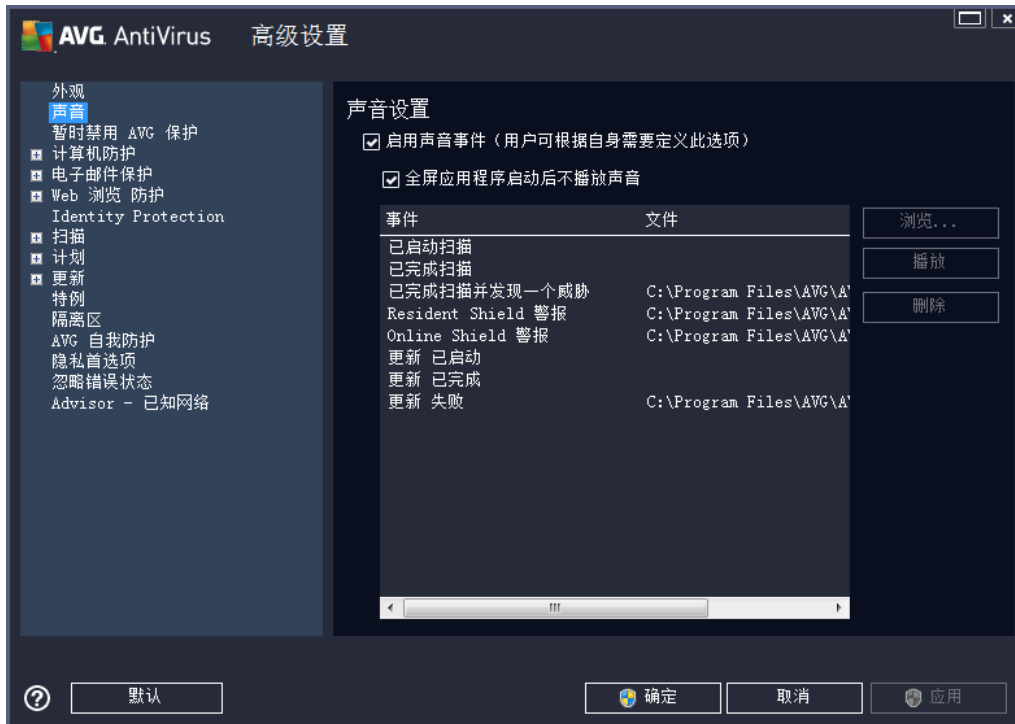 AVG AntiVirus 高级设置
外观
声音
暂时禁用 AVG 保护
计算机防护
电子邮件保护
Web 浏览 防护
Identity Protection
扫描
计划
更新
特例
隔离区
AVG 自我防护
隐私首选项
忽略错误状态
Advisor - 已知网络
声音设置
启用声音事件（用户可根据自身需要定义此选项）
全屏应用程序启动后不播放声音
事件 文件
已启动扫描
已完成扫描
已完成扫描并发现一个威胁 C:\Program Files\AVG\A
Resident Shield 警报 C:\Program Files\AVG\A
Online Shield 警报 C:\Program Files\AVG\A
更新 已启动
更新 已完成
更新 失败 C:\Program Files\AVG\A
浏览...
播放
删除
默认
确定
取消
应用